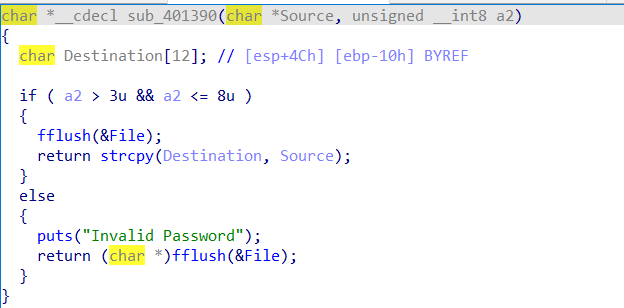 char *__cdecl sub_401390(char *Source, unsigned __int8 a2)
{
char Destination[12]; // [esp+4Ch] [ebp-10h] BYREF
if ( a2 > 3u && a2 <= 8u )
{
fflush(&File);
return strcpy(Destination, Source);
}
else
{
puts("Invalid Password");
return (char *)fflush(&File);
}
}